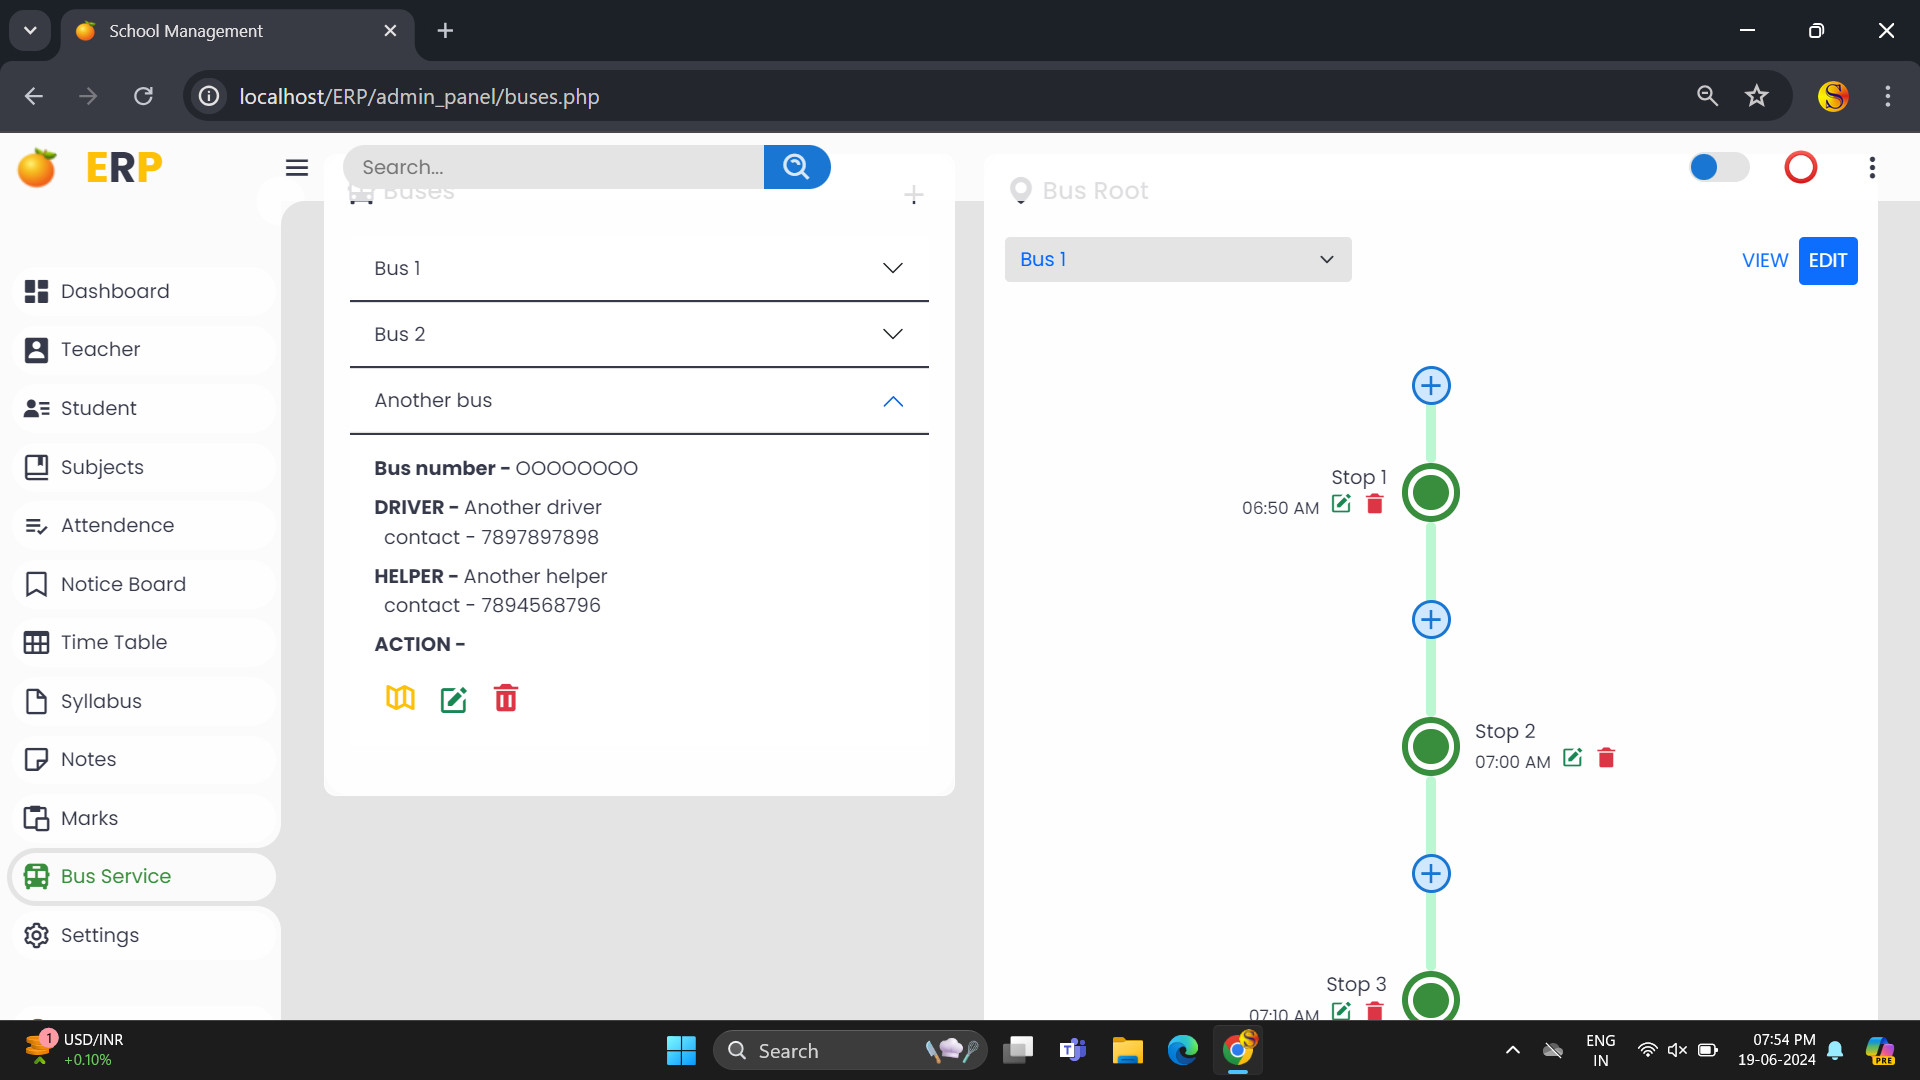 School Management
localhost/ERP/admin_panel/buses.php
ERP
Search...
Buses
Bus Root
Dashboard
Teacher
Student
Subjects
Attendence
Notice Board
Time Table
Syllabus
Notes
Marks
Bus Service
Settings
Bus 1
Bus 2
Another bus
Bus number - OOOOOOOO
DRIVER - Another driver
contact - 7897897898
HELPER - Another helper
contact - 7894568796
ACTION -
Bus 1
VIEW EDIT
Stop 1
06:50 AM
Stop 2
07:00 AM
Stop 3
07:10 AM
1
USD/INR
+0.10%
Search
ENG
IN
07:54 PM
19-06-2024
PRE